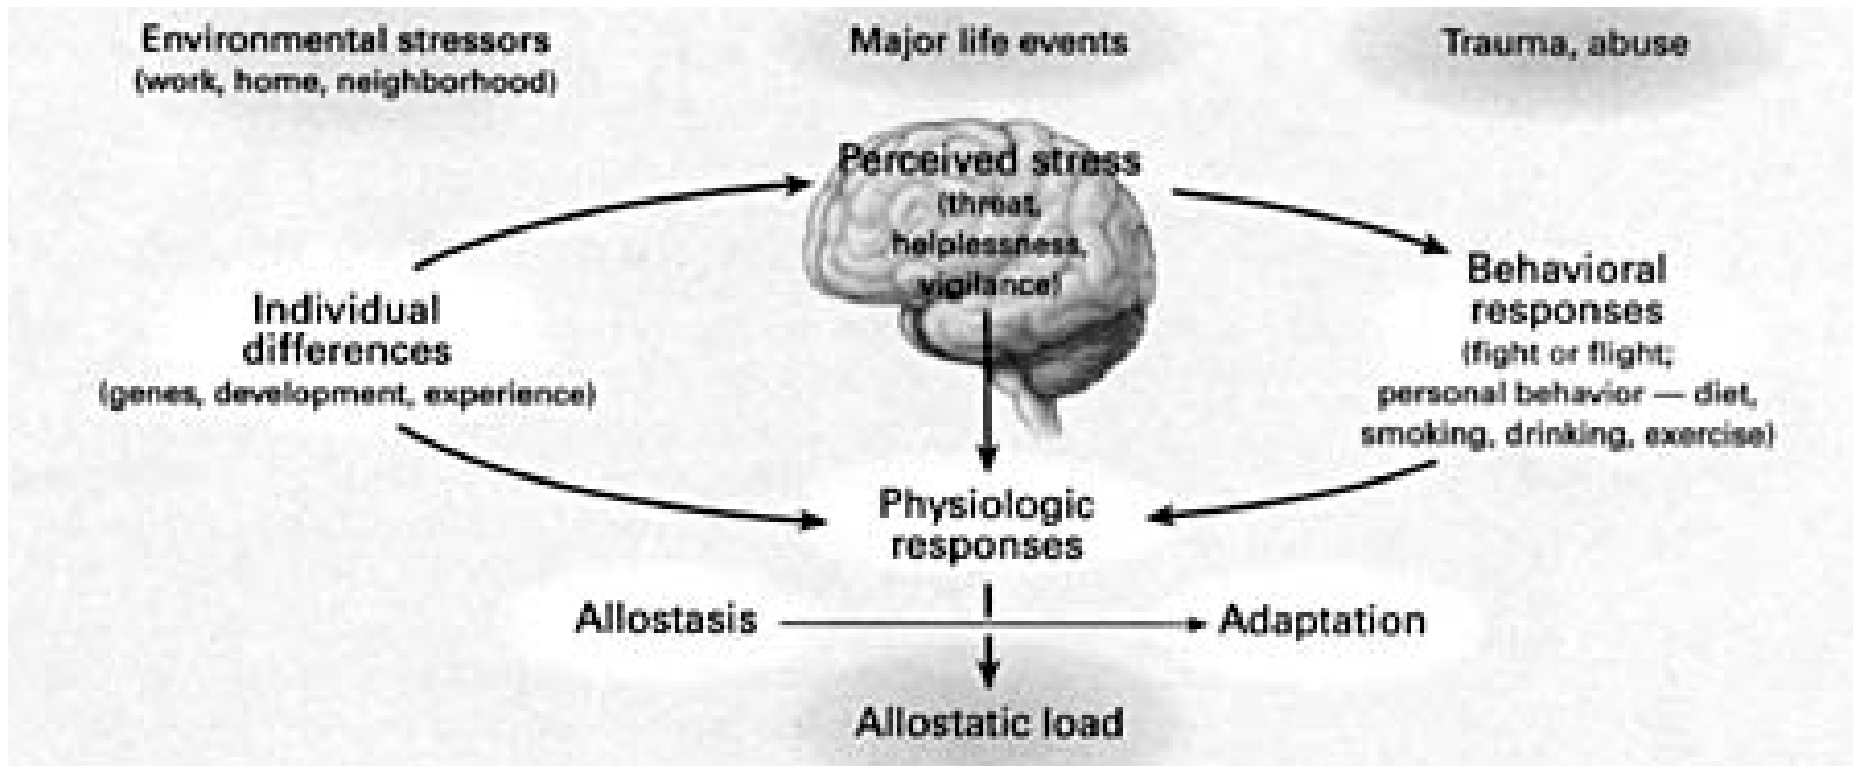 Environmental stressors
(work, home, neighborhood)
Major life events
Trauma, abuse
Perceived stress
(threat,
helplessness,
vigilance)
Individual
differences
(genes, development, experience)
Behavioral
responses
(fight or flight;
personal behavior — diet,
smoking, drinking, exercise)
Physiologic
responses
Allostasis
Adaptation
Allostatic load